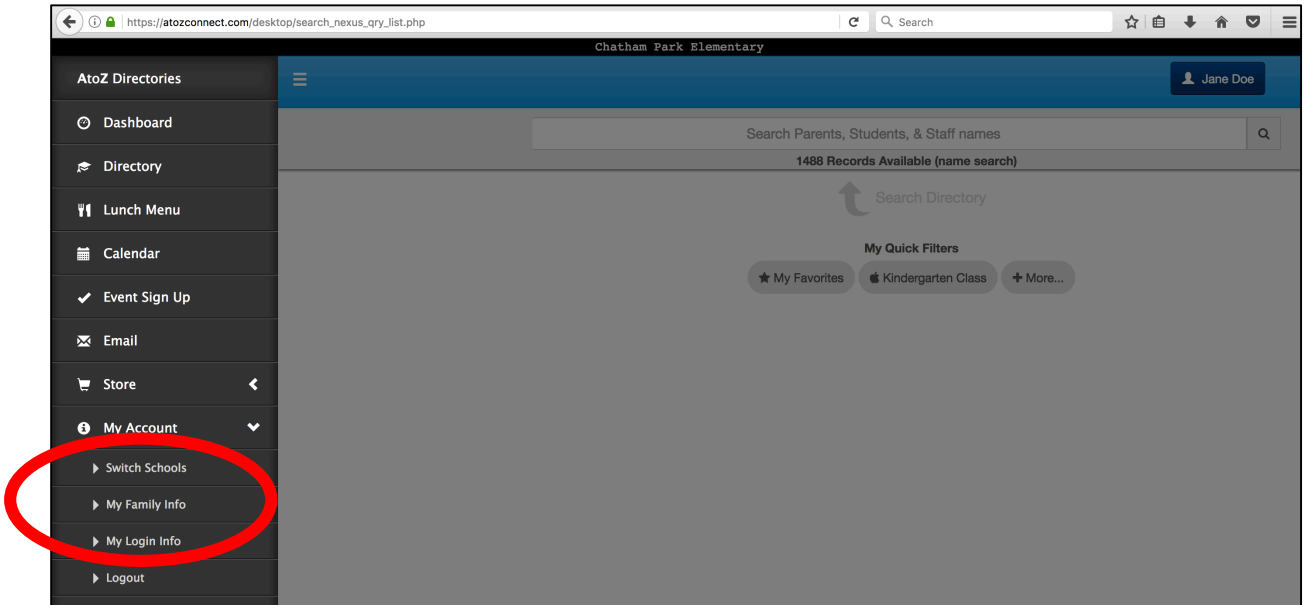 https://atozconnect.com/desktop/search_nexus_qry_list.php
Search
Chatham Park Elementary
AtoZ Directories
Jane Doe
Dashboard
Search Parents, Students, & Staff names
1488 Records Available (name search)
Directory
Search Directory
Lunch Menu
Calendar
My Quick Filters
My Favorites
Kindergarten Class
More...
Event Sign Up
Email
Store
My Account
Switch Schools
My Family Info
My Login Info
Logout